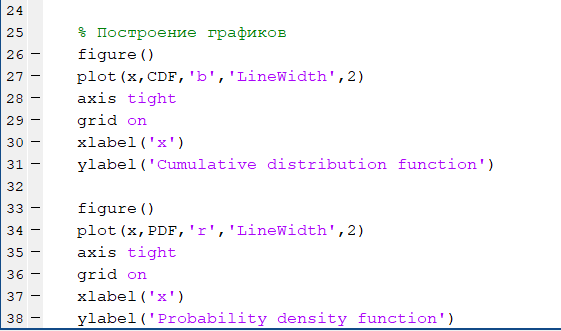 24
25 % Построение графиков
26 – figure()
27 – plot(x,CDF,'b','LineWidth',2)
28 – axis tight
29 – grid on
30 – xlabel('x')
31 – ylabel('Cumulative distribution function')
32
33 – figure()
34 – plot(x,PDF,'r','LineWidth',2)
35 – axis tight
36 – grid on
37 – xlabel('x')
38 – ylabel('Probability density function')